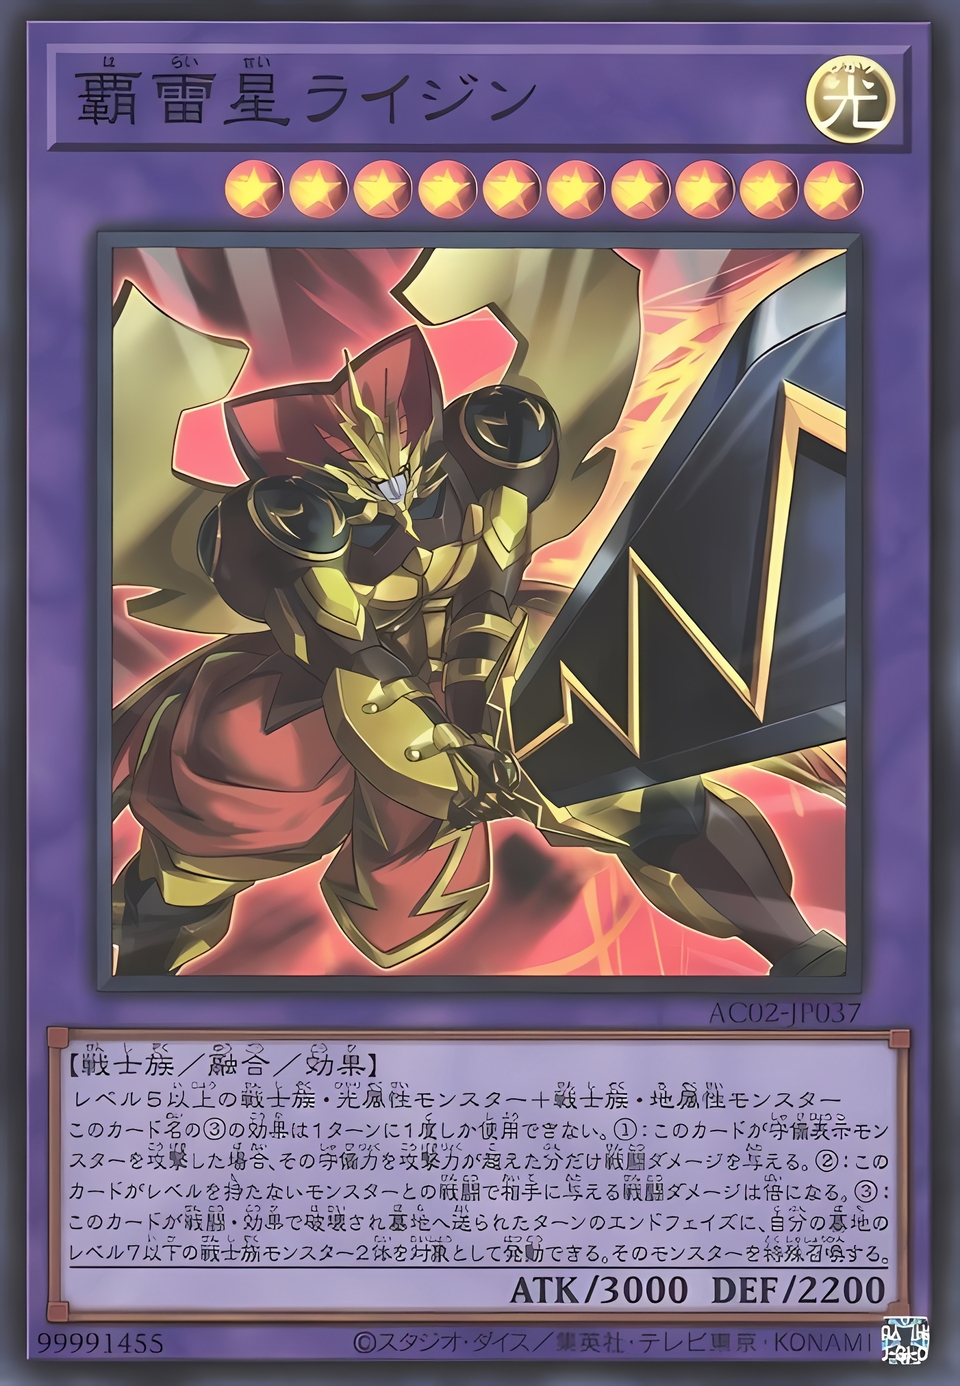 覇雷星ライジン
光
AC02-JP037
【戦士族／融合／効果】
レベル５以上の戦士族・光属性モンスター＋戦士族・地属性モンスター
このカード名の③の効果は１ターンに１度しか使用できない。①：このカードが守備表示モン
スターを攻撃した場合、その守備力を攻撃力が超えた分だけ戦闘ダメージを与える。②：この
カードがレベルを持たないモンスターとの戦闘で相手に与える戦闘ダメージは倍になる。③：
このカードが戦闘・効果で破壊され墓地へ送られたターンのエンドフェイズに、自分の墓地の
レベル７以下の戦士族モンスター２体を対象として発動できる。そのモンスターを特殊召喚する。
ATK/3000 DEF/2200
99991455 ©スタジオ・ダイス／集英社・テレビ東京・KONAMI